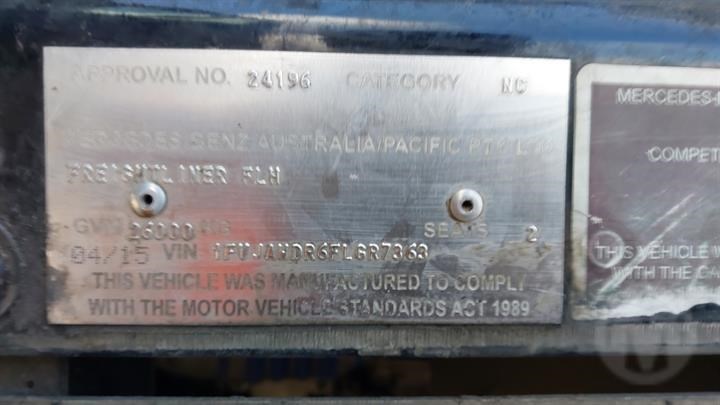 APPROVAL NO. 24196 CATEGORY NC
MERCEDES BENZ AUSTRALIA/PACIFIC PTY LTD
FREIGHTLINER FLH
GVM 26000 KG SEATS 2
04/15 VIN 1FVJAWDR6FLGR7363
THIS VEHICLE WAS MANUFACTURED TO COMPLY
WITH THE MOTOR VEHICLE STANDARDS ACT 1989
MERCEDES-
COMPET
THIS VEHICLE W
WITH THE CA